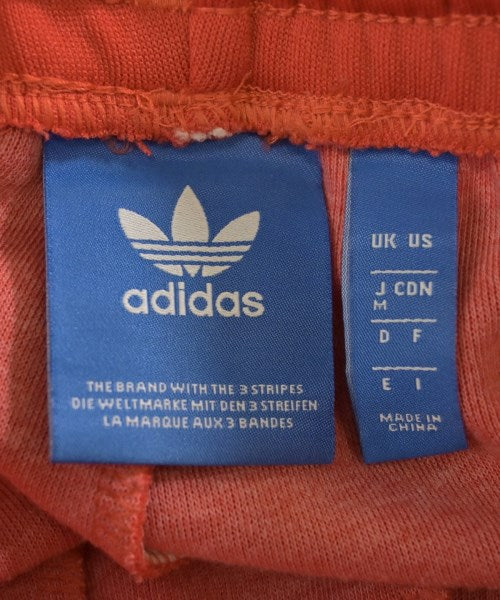 adidas
THE BRAND WITH THE 3 STRIPES
DIE WELTMARKE MIT DEN 3 STREIFEN
LA MARQUE AUX 3 BANDES
UK US
J CDN
M
D F
E I
MADE IN
CHINA